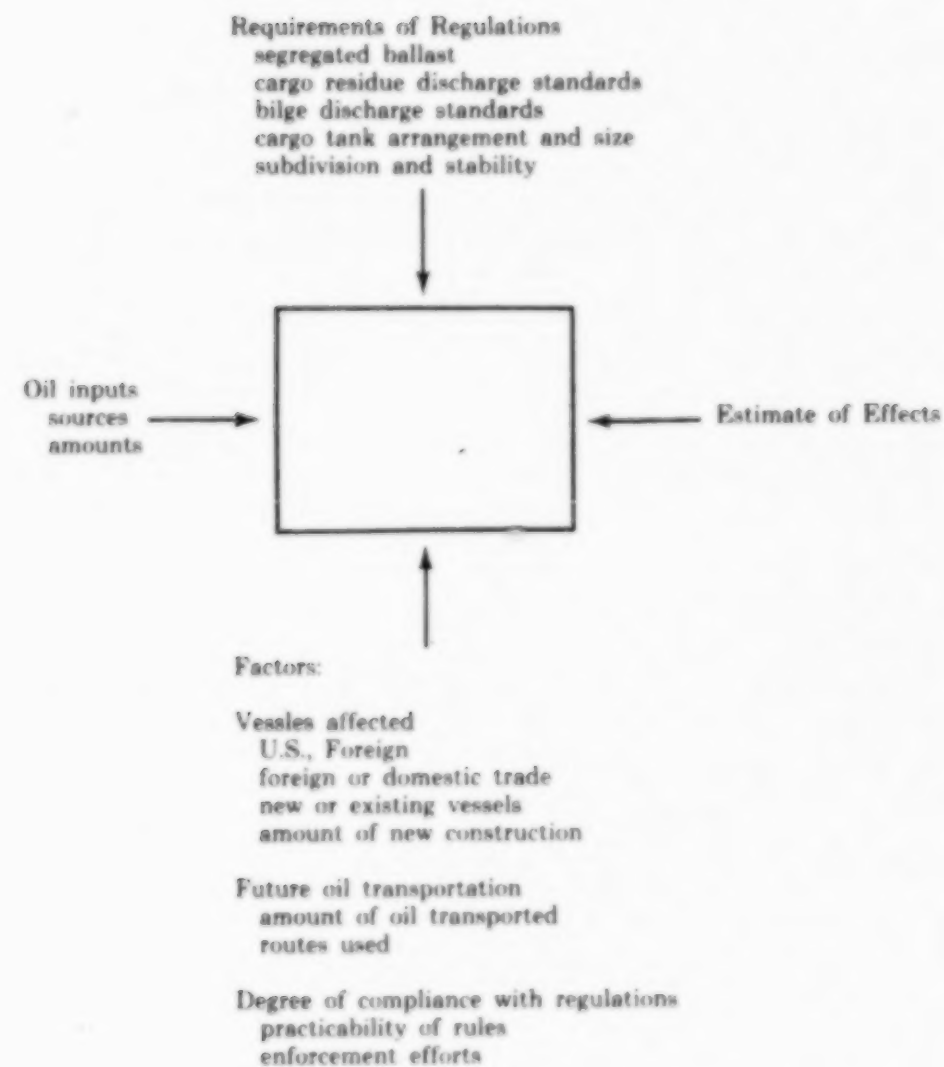 Requirements of Regulations
segregated ballast
cargo residue discharge standards
bilge discharge standards
cargo tank arrangement and size
subdivision and stability
Oil inputs
sources
amounts
Estimate of Effects
Factors:
Vessles affected
U.S., Foreign
foreign or domestic trade
new or existing vessels
amount of new construction
Future oil transportation
amount of oil transported
routes used
Degree of compliance with regulations
practicability of rules
enforcement efforts